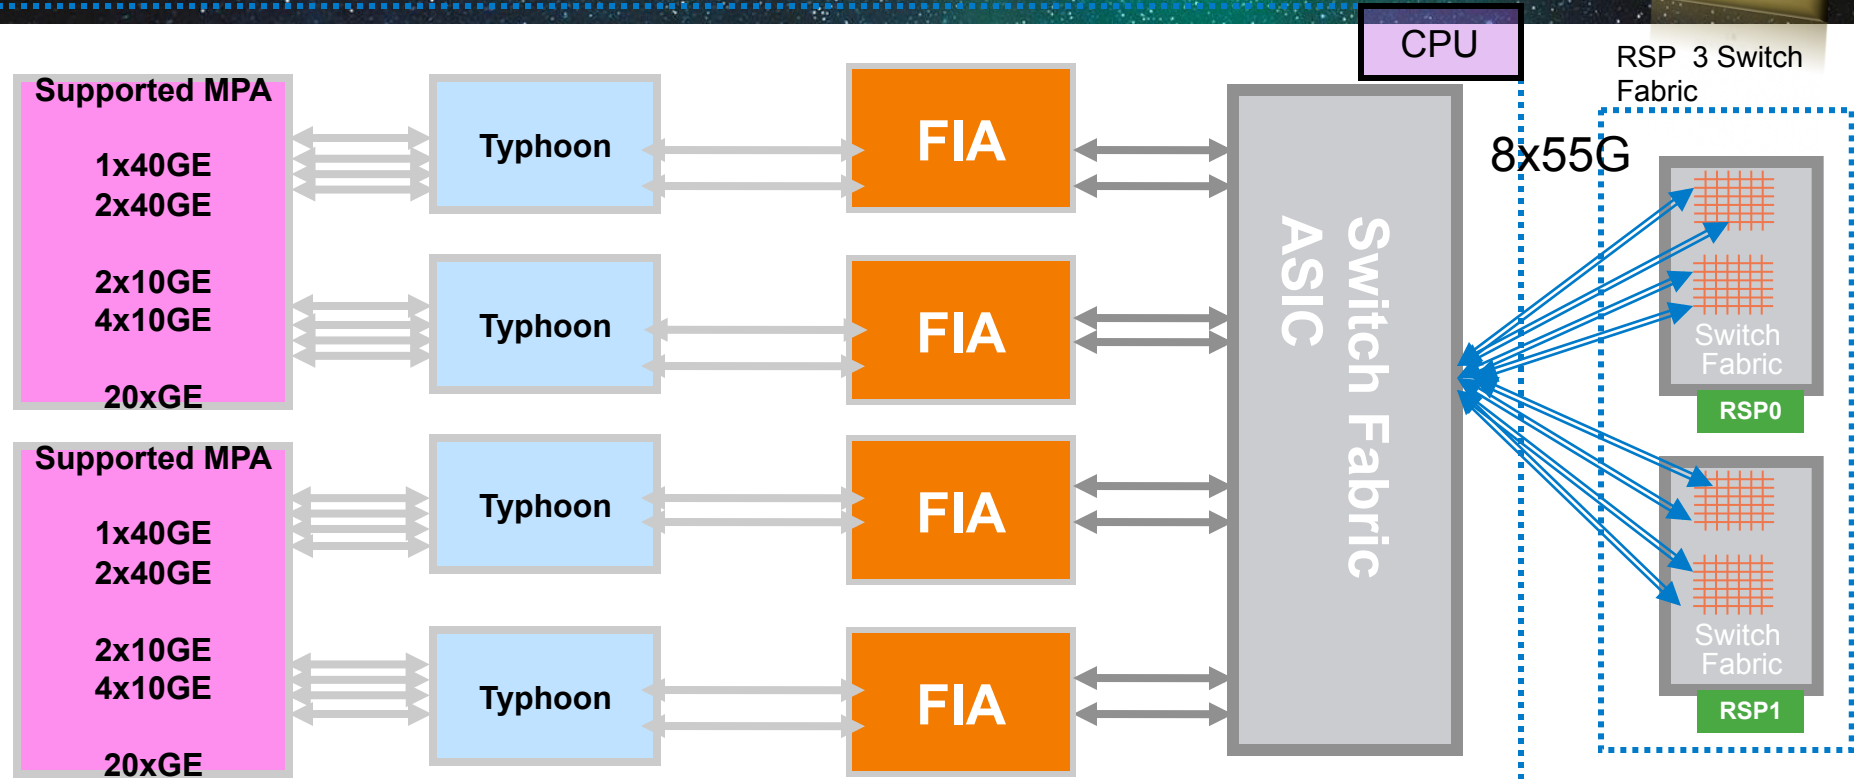 CPU
RSP 3 Switch
Fabric
8x55G
Supported MPA
1x40GE
2x40GE
2x10GE
4x10GE
20xGE
Supported MPA
1x40GE
2x40GE
2x10GE
4x10GE
20xGE
Typhoon
Typhoon
Typhoon
Typhoon
FIA
FIA
FIA
FIA
Switch Fabric
ASIC
Switch
Fabric
RSP0
Switch
Fabric
RSP1